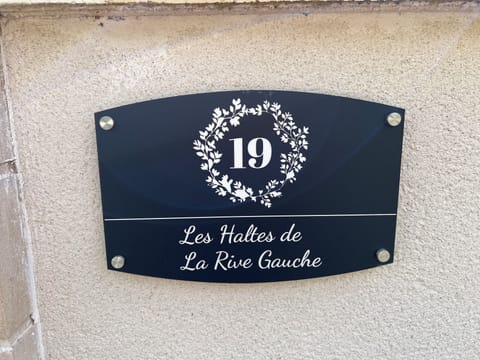 19
Les Haltes de
La Rive Gauche